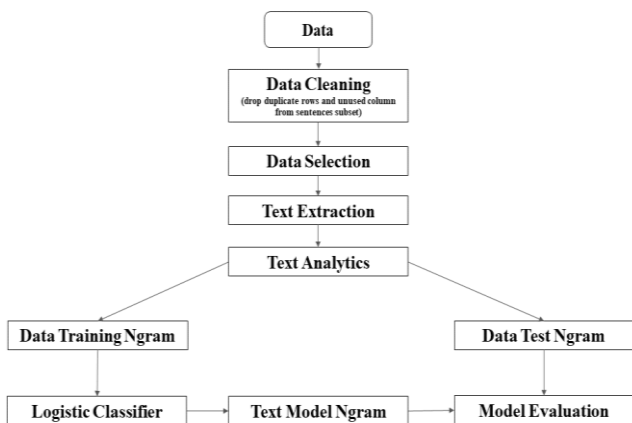 Data
Data Cleaning
(drop duplicate rows and unused column
from sentences subset)
Data Selection
Text Extraction
Text Analytics
Data Training Ngram
Data Test Ngram
Logistic Classifier
Text Model Ngram
Model Evaluation